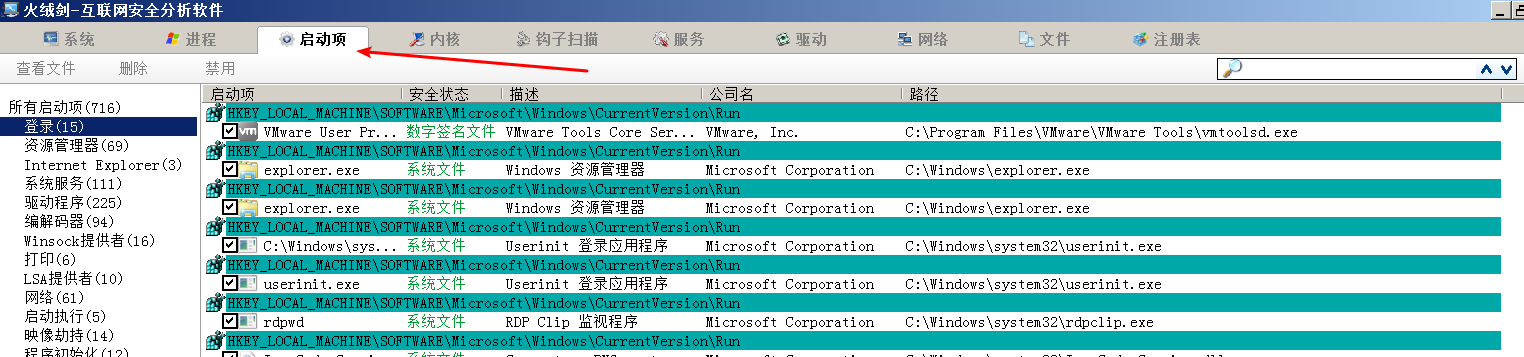 火绒剑-互联网安全分析软件
系统 进程 启动项 内核 钩子扫描 服务 驱动 网络 文件 注册表
查看文件 删除 禁用
所有启动项(716)
登录(15)
资源管理器(69)
Internet Explorer(3)
系统服务(111)
驱动程序(225)
编解码器(94)
Winsock提供者(16)
打印(6)
LSA提供者(10)
网络(61)
启动执行(5)
映像劫持(14)
程序初始化(12)
启动项 安全状态 描述 公司名 路径
HKEY_LOCAL_MACHINE\SOFTWARE\Microsoft\Windows\CurrentVersion\Run
VMware User Pr... 数字签名文件 VMware Tools Core Ser... VMware, Inc. C:\Program Files\VMware\VMware Tools\vmtoolsd.exe
HKEY_LOCAL_MACHINE\SOFTWARE\Microsoft\Windows\CurrentVersion\Run
explorer.exe 系统文件 Windows 资源管理器 Microsoft Corporation C:\Windows\explorer.exe
HKEY_LOCAL_MACHINE\SOFTWARE\Microsoft\Windows\CurrentVersion\Run
explorer.exe 系统文件 Windows 资源管理器 Microsoft Corporation C:\Windows\explorer.exe
HKEY_LOCAL_MACHINE\SOFTWARE\Microsoft\Windows\CurrentVersion\Run
C:\Windows\sys... 系统文件 Userinit 登录应用程序 Microsoft Corporation C:\Windows\system32\userinit.exe
HKEY_LOCAL_MACHINE\SOFTWARE\Microsoft\Windows\CurrentVersion\Run
userinit.exe 系统文件 Userinit 登录应用程序 Microsoft Corporation C:\Windows\system32\userinit.exe
HKEY_LOCAL_MACHINE\SOFTWARE\Microsoft\Windows\CurrentVersion\Run
rdpwd 系统文件 RDP Clip 监视程序 Microsoft Corporation C:\Windows\system32\rdpclip.exe
HKEY_LOCAL_MACHINE\SOFTWARE\Microsoft\Windows\CurrentVersion\Run